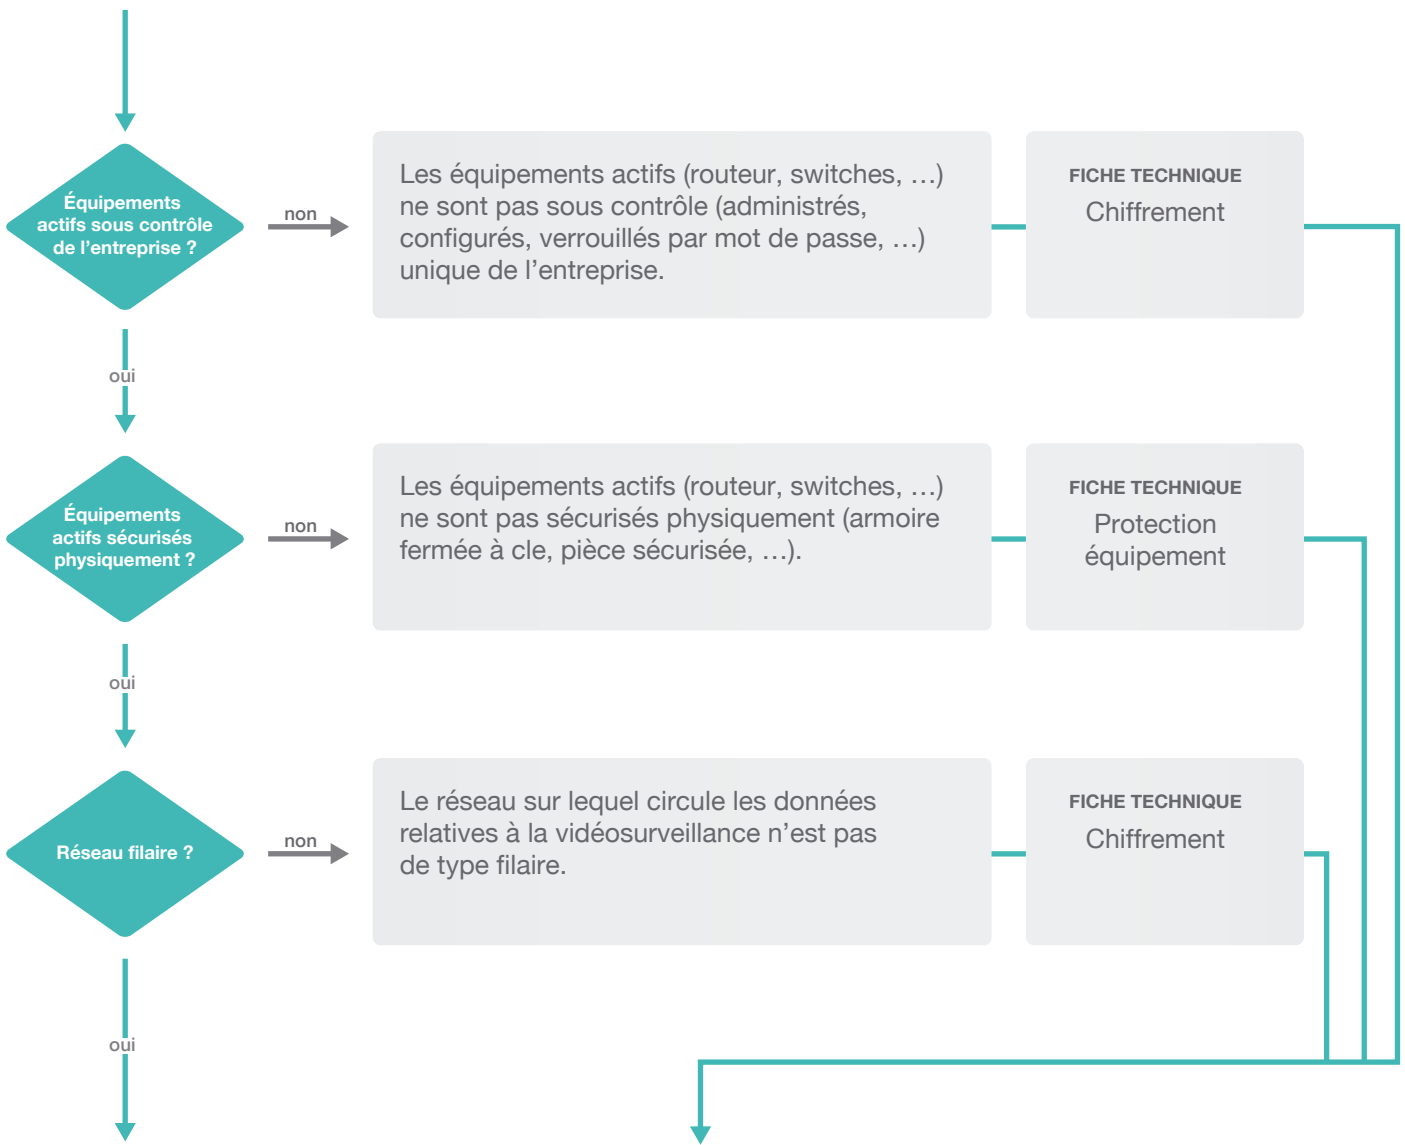 Équipements
actifs sous contrôle
de l’entreprise ?
non
Les équipements actifs (routeur, switches, …)
ne sont pas sous contrôle (administrés,
configurés, verrouillés par mot de passe, …)
unique de l’entreprise.
FICHE TECHNIQUE
Chiffrement
oui
Équipements
actifs sécurisés
physiquement ?
non
Les équipements actifs (routeur, switches, …)
ne sont pas sécurisés physiquement (armoire
fermée à cle, pièce sécurisée, …).
FICHE TECHNIQUE
Protection
équipement
oui
Réseau filaire ?
non
Le réseau sur lequel circule les données
relatives à la vidéosurveillance n’est pas
de type filaire.
FICHE TECHNIQUE
Chiffrement
oui